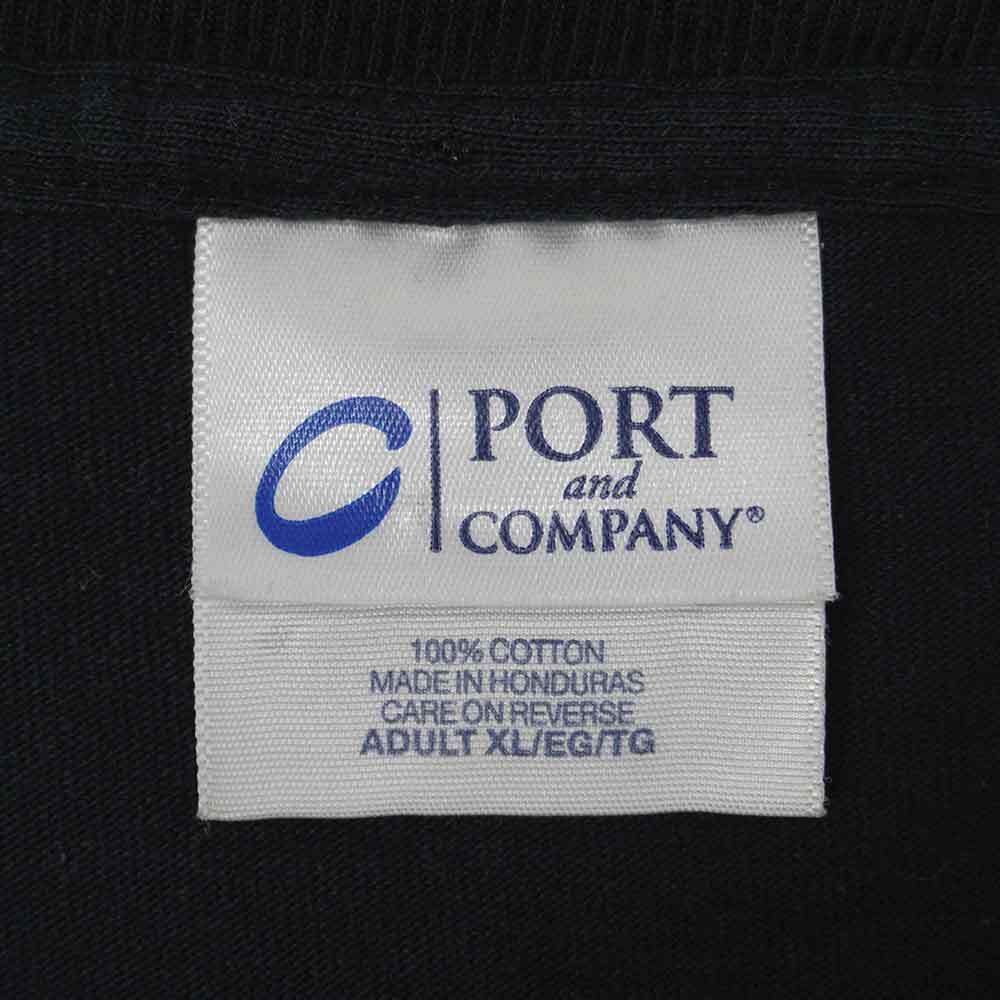 PORT
and
COMPANY®
100% COTTON
MADE IN HONDURAS
CARE ON REVERSE
ADULT XL/EG/TG